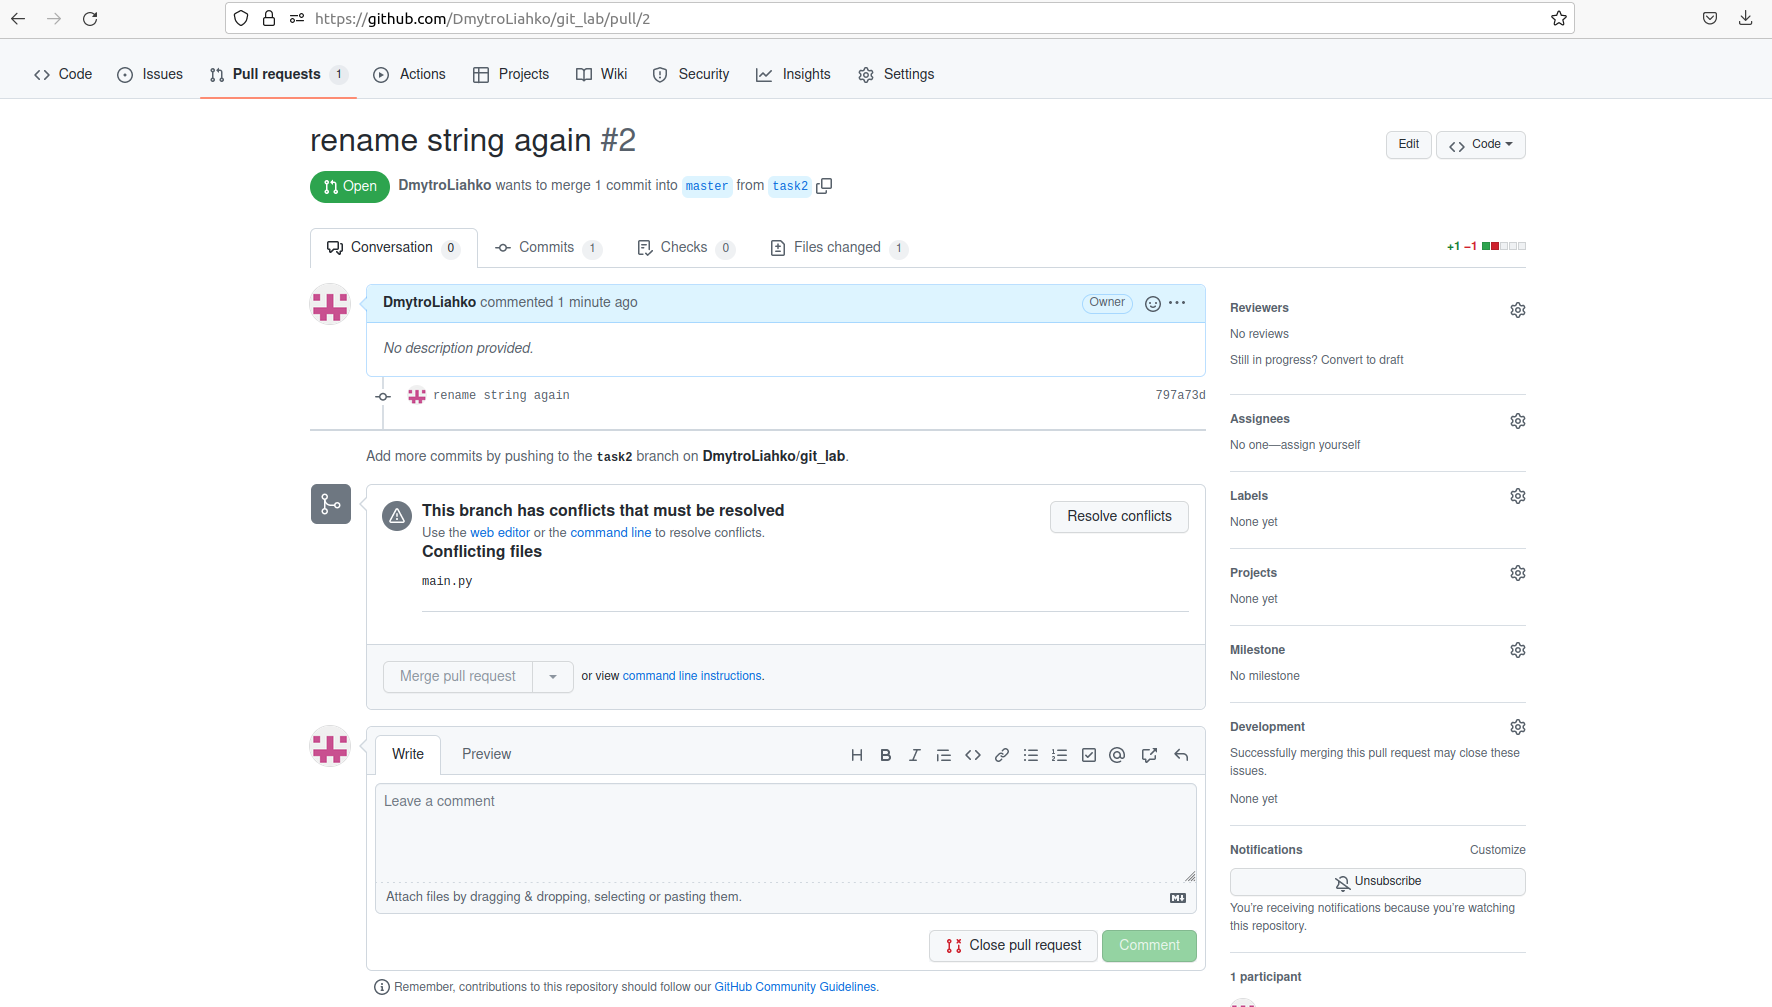 https://github.com/DmytroLiahko/git_lab/pull/2
Code Issues Pull requests 1 Actions Projects Wiki Security Insights Settings
rename string again #2
Edit Code
Open DmytroLiahko wants to merge 1 commit into master from task2
Conversation 0 Commits 1 Checks 0 Files changed 1 +1 −1
DmytroLiahko commented 1 minute ago Owner
No description provided.
rename string again 797a73d
Add more commits by pushing to the task2 branch on DmytroLiahko/git_lab.
This branch has conflicts that must be resolved
Use the web editor or the command line to resolve conflicts.
Resolve conflicts
Conflicting files
main.py
Merge pull request or view command line instructions.
Write Preview
Leave a comment
Attach files by dragging & dropping, selecting or pasting them.
Close pull request Comment
Remember, contributions to this repository should follow our GitHub Community Guidelines.
Reviewers
No reviews
Still in progress? Convert to draft
Assignees
No one—assign yourself
Labels
None yet
Projects
None yet
Milestone
No milestone
Development
Successfully merging this pull request may close these
issues.
None yet
Notifications Customize
Unsubscribe
You're receiving notifications because you're watching
this repository.
1 participant